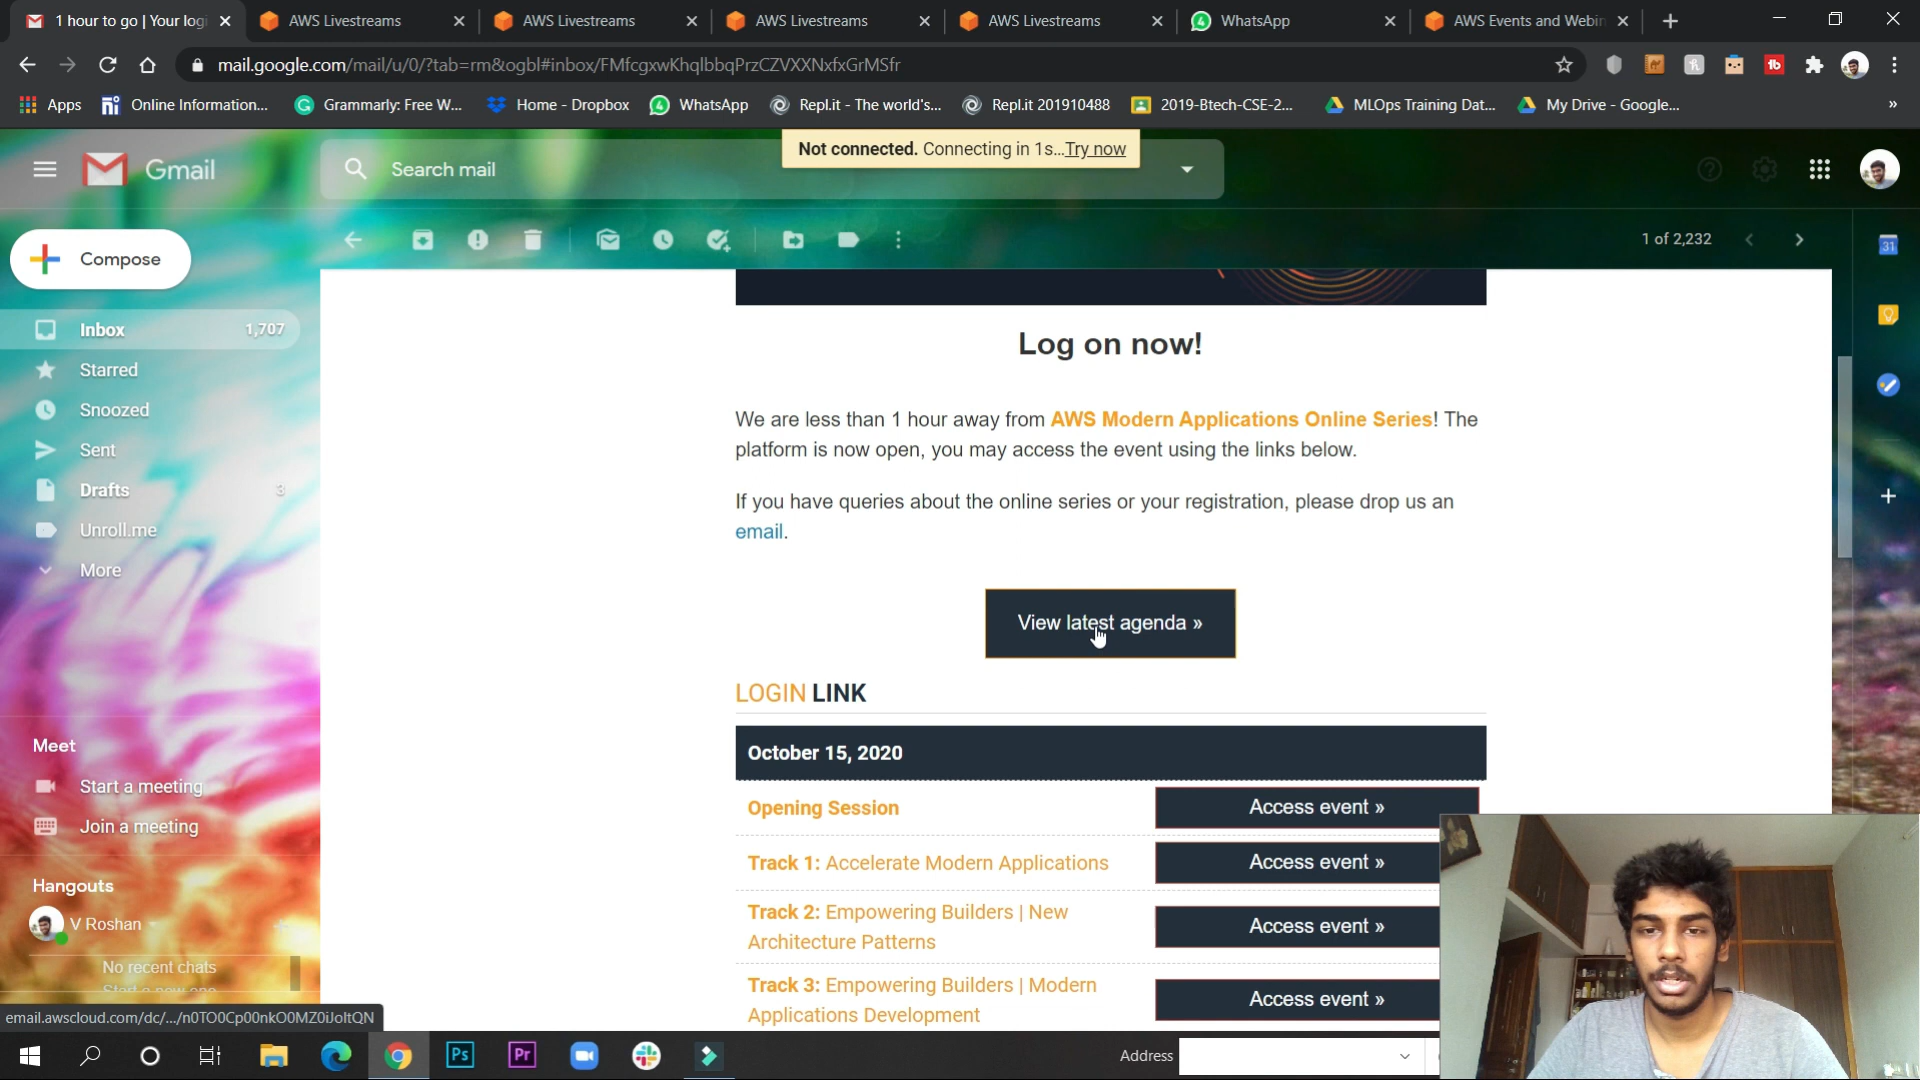 1 hour to go | Your logi
AWS Livestreams
AWS Livestreams
AWS Livestreams
AWS Livestreams
WhatsApp
AWS Events and Webin
mail.google.com/mail/u/0/?tab=rm&ogbl#inbox/FMfcgxwKhqlbbqPrzCZVXXNxfxGrMSfr
Apps
Online Information...
Grammarly: Free W...
Home - Dropbox
WhatsApp
Repl.it - The world's...
Repl.it 201910488
2019-Btech-CSE-2...
MLOps Training Dat...
My Drive - Google...
»
Gmail
Search mail
Not connected. Connecting in 1s...Try now
Compose
1 of 2,232
31
Inbox 1,707
Starred
Snoozed
Sent
Drafts 3
Unroll.me
More
Meet
Start a meeting
Join a meeting
Hangouts
V Roshan
No recent chats
Start a new one
email.awscloud.com/dc/.../n0TO0Cp00nkO0MZ0iJoltQN
Log on now!
We are less than 1 hour away from AWS Modern Applications Online Series! The
platform is now open, you may access the event using the links below.
If you have queries about the online series or your registration, please drop us an
email.
View latest agenda »
LOGIN LINK
October 15, 2020
Opening Session Access event »
Track 1: Accelerate Modern Applications Access event »
Track 2: Empowering Builders | New
Architecture Patterns
Access event »
Track 3: Empowering Builders | Modern
Applications Development
Access event »
Ps
Pr
Address